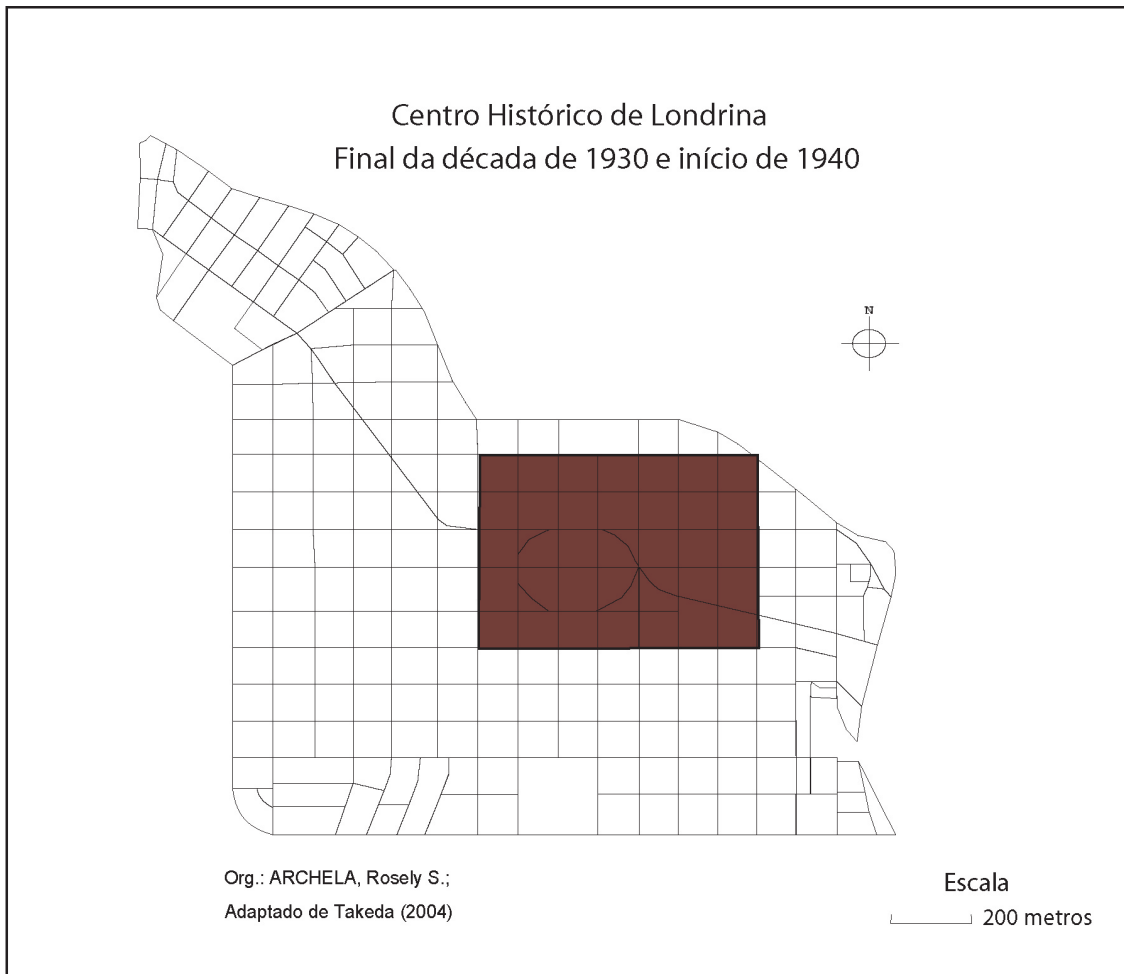 Centro Histórico de Londrina
Final da década de 1930 e início de 1940
N
Org.: ARCHELA, Rosely S.;
Adaptado de Takeda (2004)
Escala
200 metros